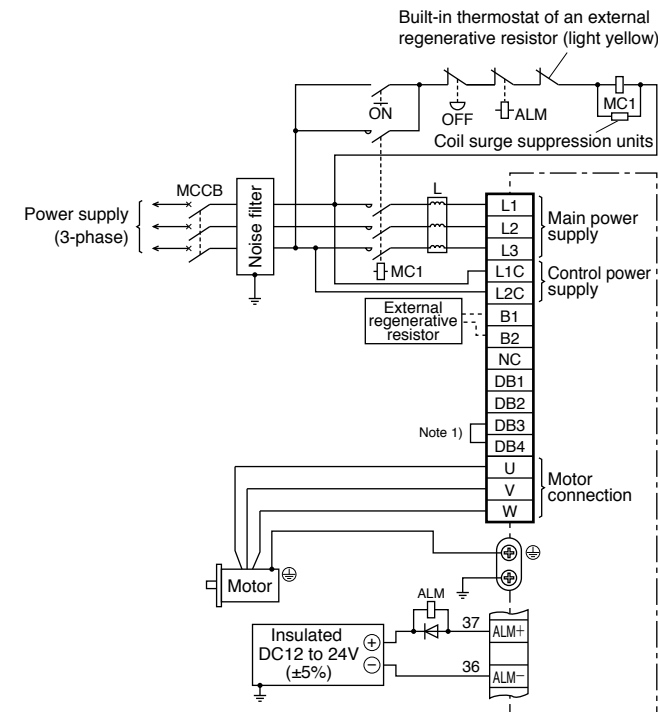 Built-in thermostat of an external
regenerative resistor (light yellow)
ON
OFF
ALM
MC1
Coil surge suppression units
MCCB
Noise filter
L
Power supply
(3-phase)
MC1
L1
L2
L3
Main power
supply
L1C
L2C
Control power
supply
External
regenerative
resistor
B1
B2
NC
DB1
DB2
Note 1)
DB3
DB4
U
V
W
Motor
connection
Motor
ALM
Insulated
DC12 to 24V
(±5%)
+
−
37
ALM+
36
ALM−